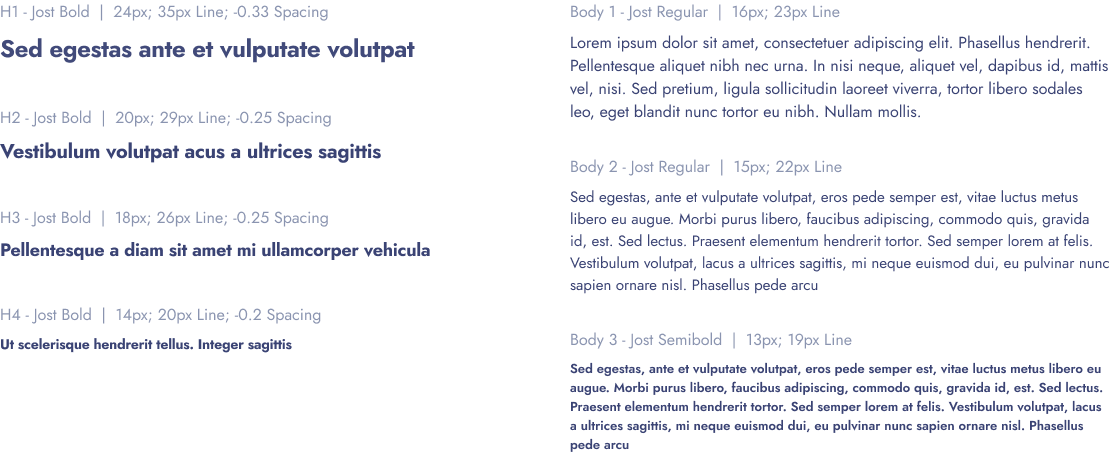 H1 - Jost Bold | 24px; 35px Line; -0.33 Spacing
Sed egestas ante et vulputate volutpat
H2 - Jost Bold | 20px; 29px Line; -0.25 Spacing
Vestibulum volutpat acus a ultrices sagittis
H3 - Jost Bold | 18px; 26px Line; -0.25 Spacing
Pellentesque a diam sit amet mi ullamcorper vehicula
H4 - Jost Bold | 14px; 20px Line; -0.2 Spacing
Ut scelerisque hendrerit tellus. Integer sagittis
Body 1 - Jost Regular | 16px; 23px Line
Lorem ipsum dolor sit amet, consectetuer adipiscing elit. Phasellus hendrerit.
Pellentesque aliquet nibh nec urna. In nisi neque, aliquet vel, dapibus id, mattis
vel, nisi. Sed pretium, ligula sollicitudin laoreet viverra, tortor libero sodales
leo, eget blandit nunc tortor eu nibh. Nullam mollis.
Body 2 - Jost Regular | 15px; 22px Line
Sed egestas, ante et vulputate volutpat, eros pede semper est, vitae luctus metus
libero eu augue. Morbi purus libero, faucibus adipiscing, commodo quis, gravida
id, est. Sed lectus. Praesent elementum hendrerit tortor. Sed semper lorem at felis.
Vestibulum volutpat, lacus a ultrices sagittis, mi neque euismod dui, eu pulvinar nunc
sapien ornare nisl. Phasellus pede arcu
Body 3 - Jost Semibold | 13px; 19px Line
Sed egestas, ante et vulputate volutpat, eros pede semper est, vitae luctus metus libero eu
augue. Morbi purus libero, faucibus adipiscing, commodo quis, gravida id, est. Sed lectus.
Praesent elementum hendrerit tortor. Sed semper lorem at felis. Vestibulum volutpat, lacus
a ultrices sagittis, mi neque euismod dui, eu pulvinar nunc sapien ornare nisl. Phasellus
pede arcu